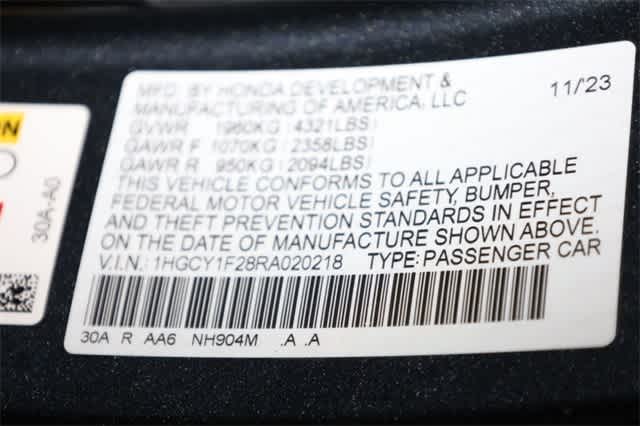 MFD. BY HONDA DEVELOPMENT &
MANUFACTURING OF AMERICA, LLC
11/'23
GVWR 1960KG (4321LBS)
GAWR F 1070KG (2358LBS)
GAWR R 950KG (2094LBS)
THIS VEHICLE CONFORMS TO ALL APPLICABLE
FEDERAL MOTOR VEHICLE SAFETY, BUMPER,
AND THEFT PREVENTION STANDARDS IN EFFECT
ON THE DATE OF MANUFACTURE SHOWN ABOVE.
V.I.N.: 1HGCY1F28RA020218 TYPE: PASSENGER CAR
30A R AA6 NH904M .A .A
30A-A0